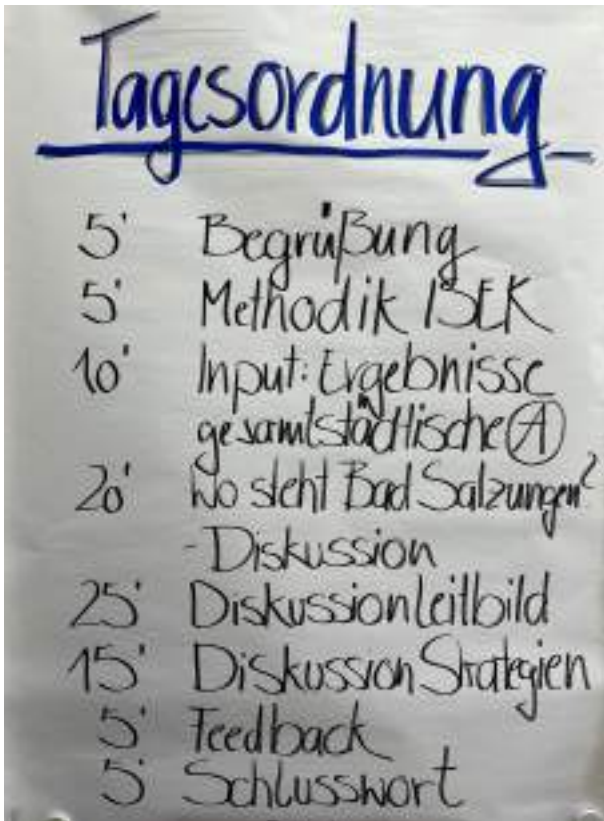 Tagesordnung
5' Begrüßung
5' Methodik ISEK
10' Input: Ergebnisse
gesamtstädtische Ⓐ
20' Wo steht Bad Salzungen?
- Diskussion
25' Diskussion Leitbild
15' Diskussion Strategien
5' Feedback
5' Schlusswort